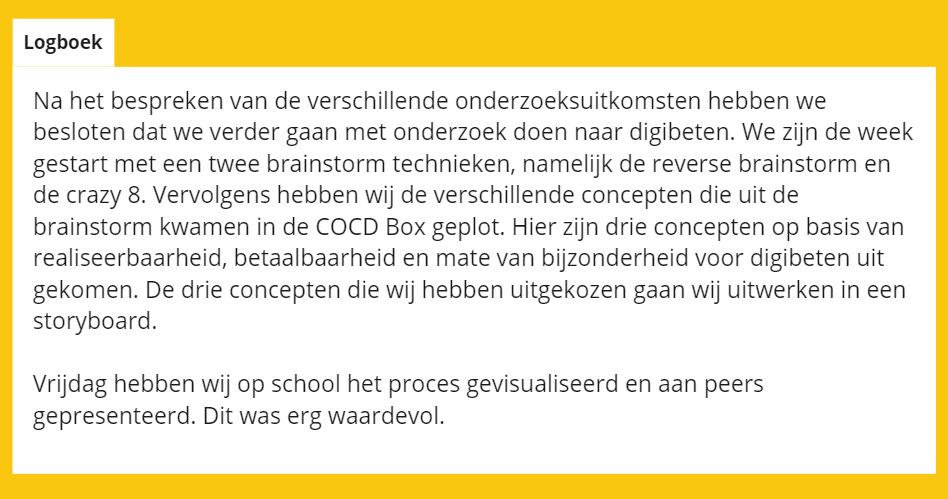 Logboek
Na het bespreken van de verschillende onderzoeksuitkomsten hebben we
besloten dat we verder gaan met onderzoek doen naar digibeten. We zijn de week
gestart met een twee brainstorm technieken, namelijk de reverse brainstorm en
de crazy 8. Vervolgens hebben wij de verschillende concepten die uit de
brainstorm kwamen in de COCD Box geplot. Hier zijn drie concepten op basis van
realiseerbaarheid, betaalbaarheid en mate van bijzonderheid voor digibeten uit
gekomen. De drie concepten die wij hebben uitgekozen gaan wij uitwerken in een
storyboard.
Vrijdag hebben wij op school het proces gevisualiseerd en aan peers
gepresenteerd. Dit was erg waardevol.